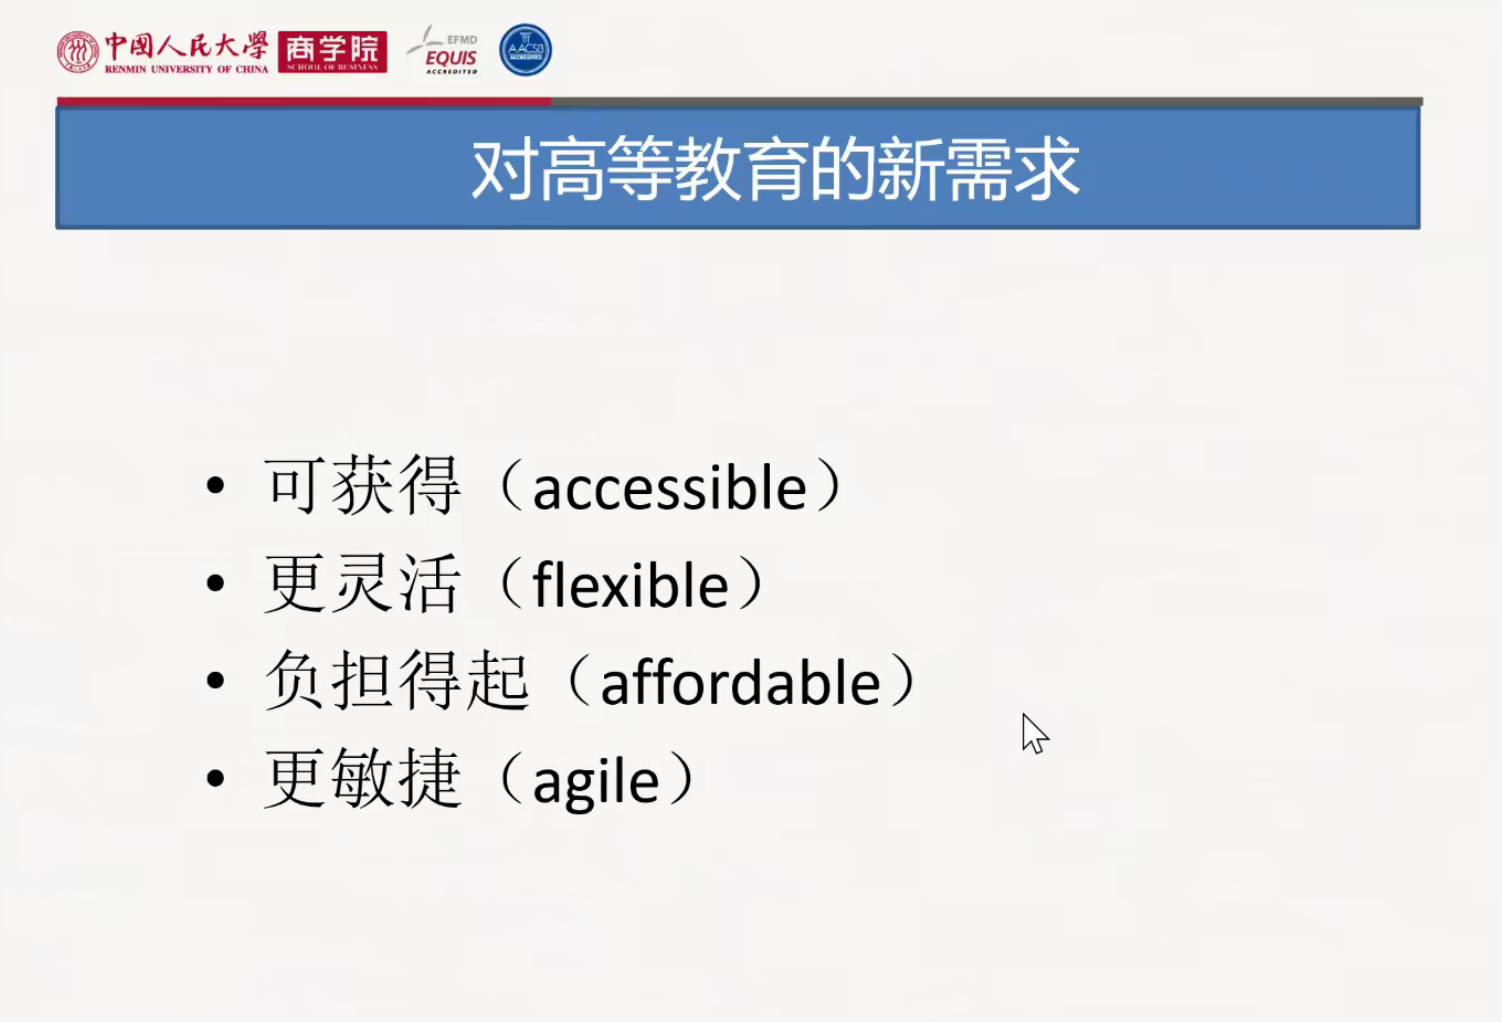 中國人民大學 商学院
RENMIN UNIVERSITY OF CHINA SCHOOL OF BUSINESS
EFMD
EQUIS
ACCREDITED
AACSB
ACCREDITED
对高等教育的新需求
• 可获得（accessible）
• 更灵活（flexible）
• 负担得起（affordable）
• 更敏捷（agile）